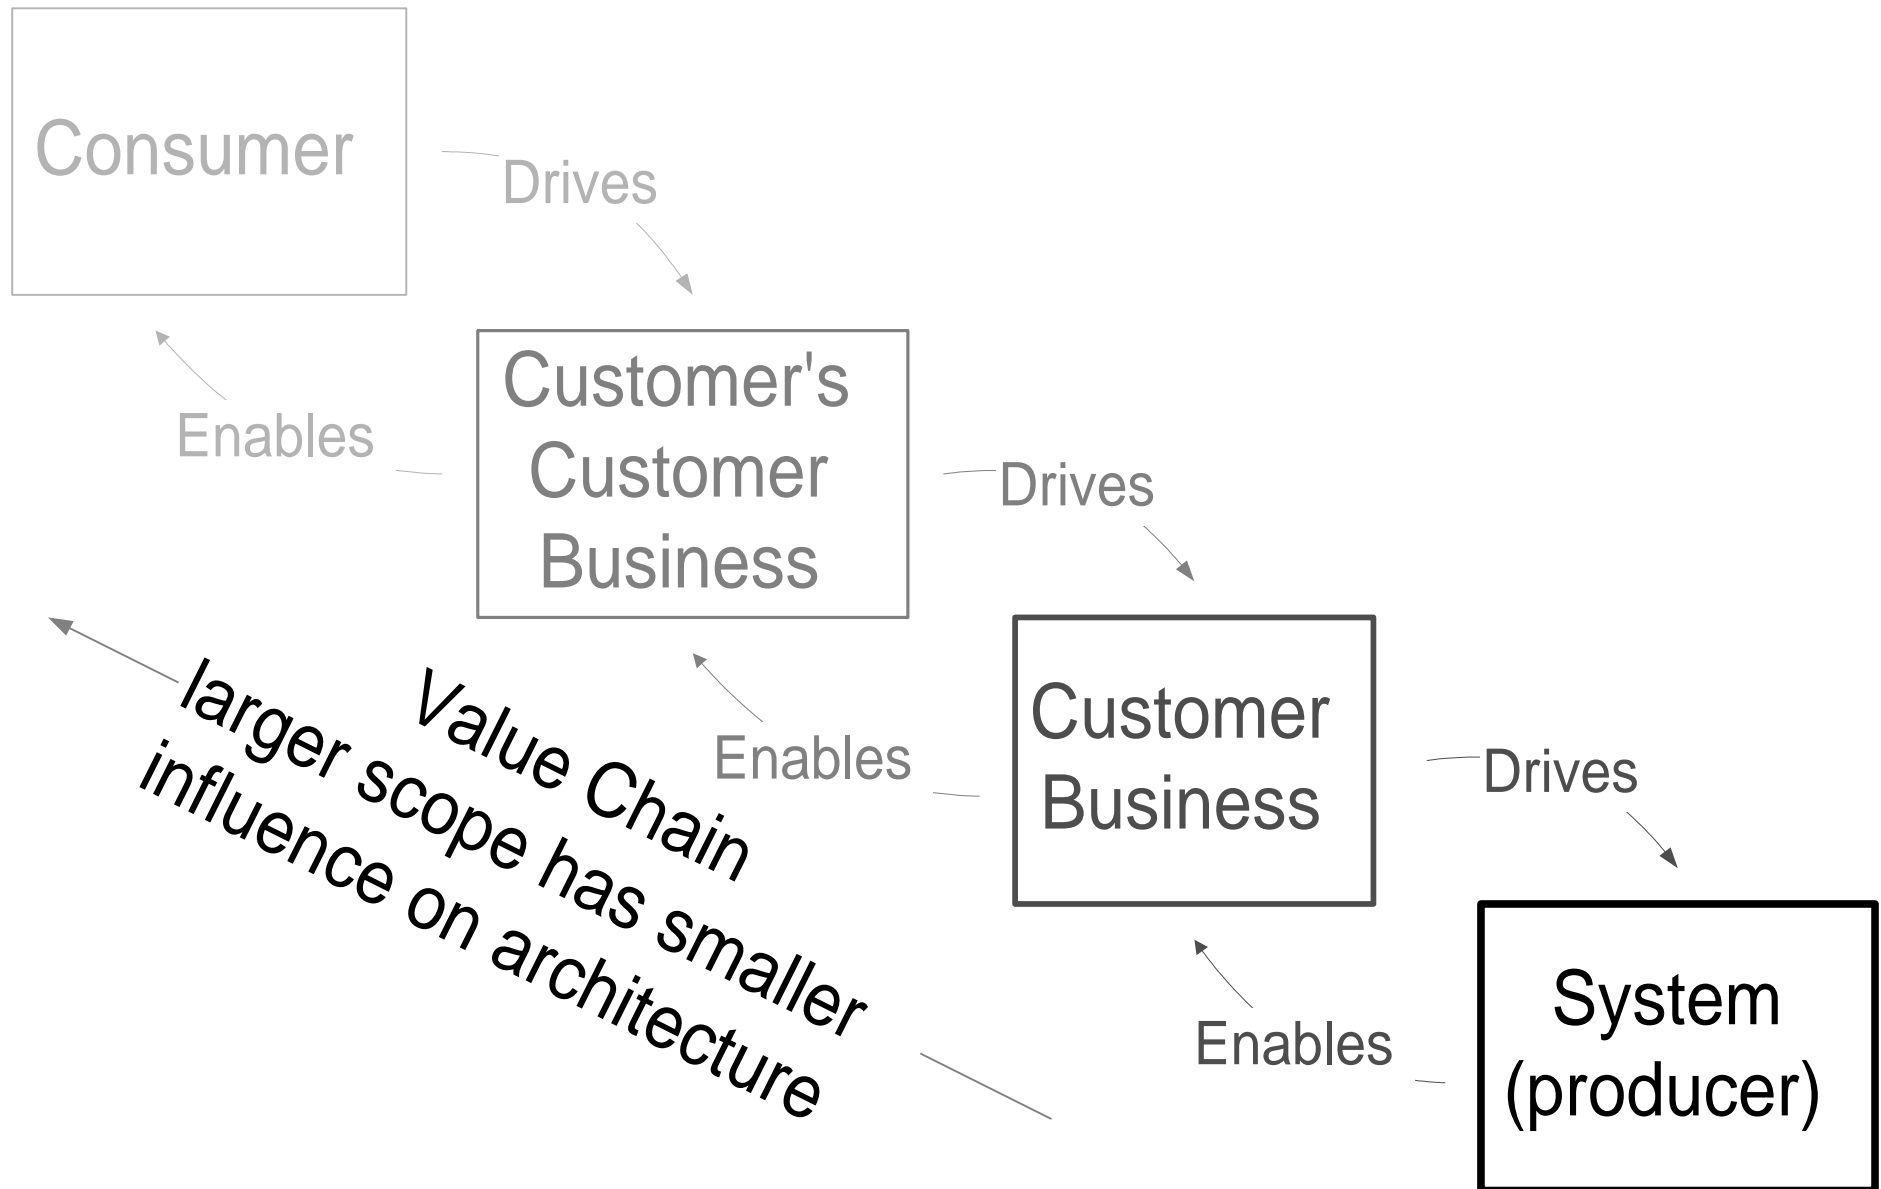 Consumer
Drives
Enables
Customer's
Customer
Business
Drives
Enables
Customer
Business
Drives
Enables
System
(producer)
Value Chain
larger scope has smaller
influence on architecture